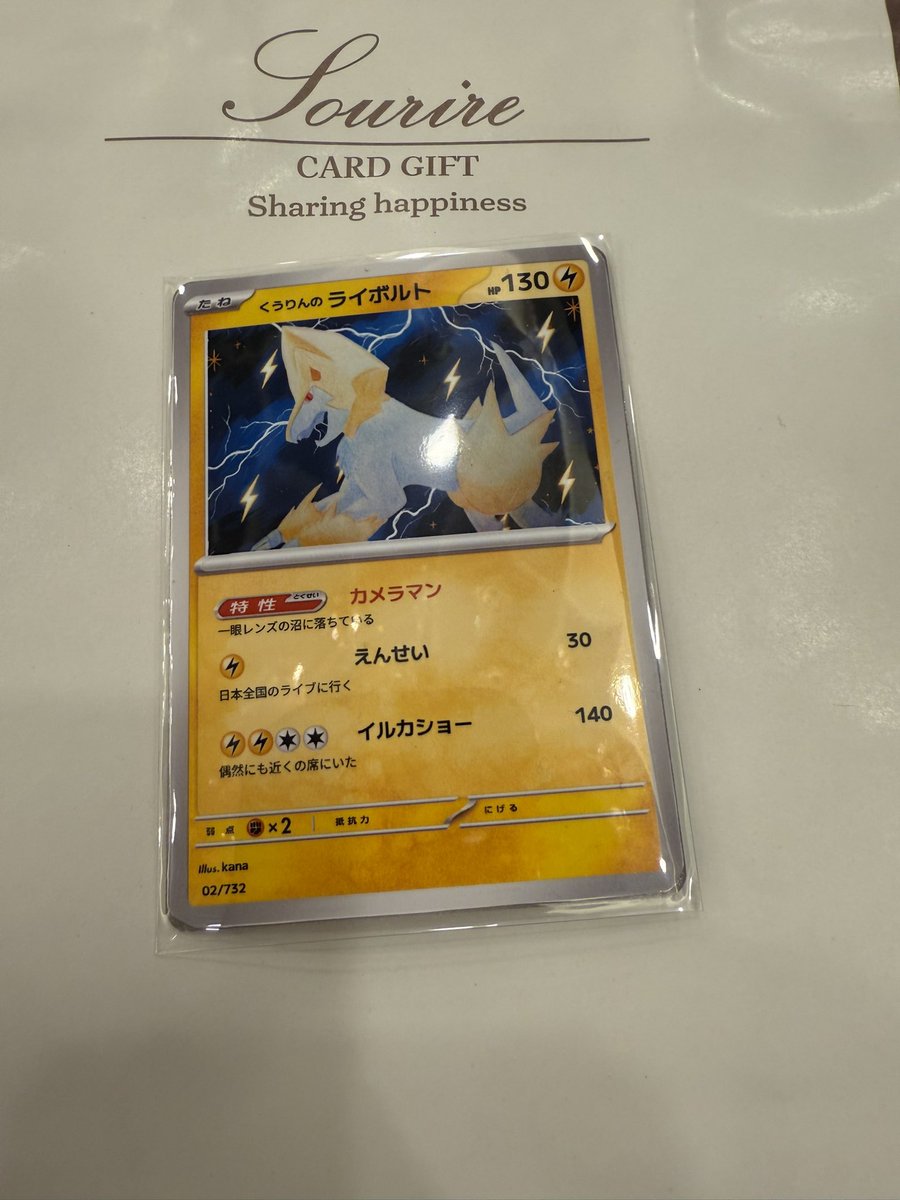 Sourire
CARD GIFT
Sharing happiness
たね くうりんの ライボルト HP130
特性 とくせい カメラマン
一眼レンズの沼に落ちている
えんせい 30
日本全国のライブに行く
イルカショー 140
偶然にも近くの席にいた
弱点 ×2 抵抗力 にげる
Illus. kana
02/732